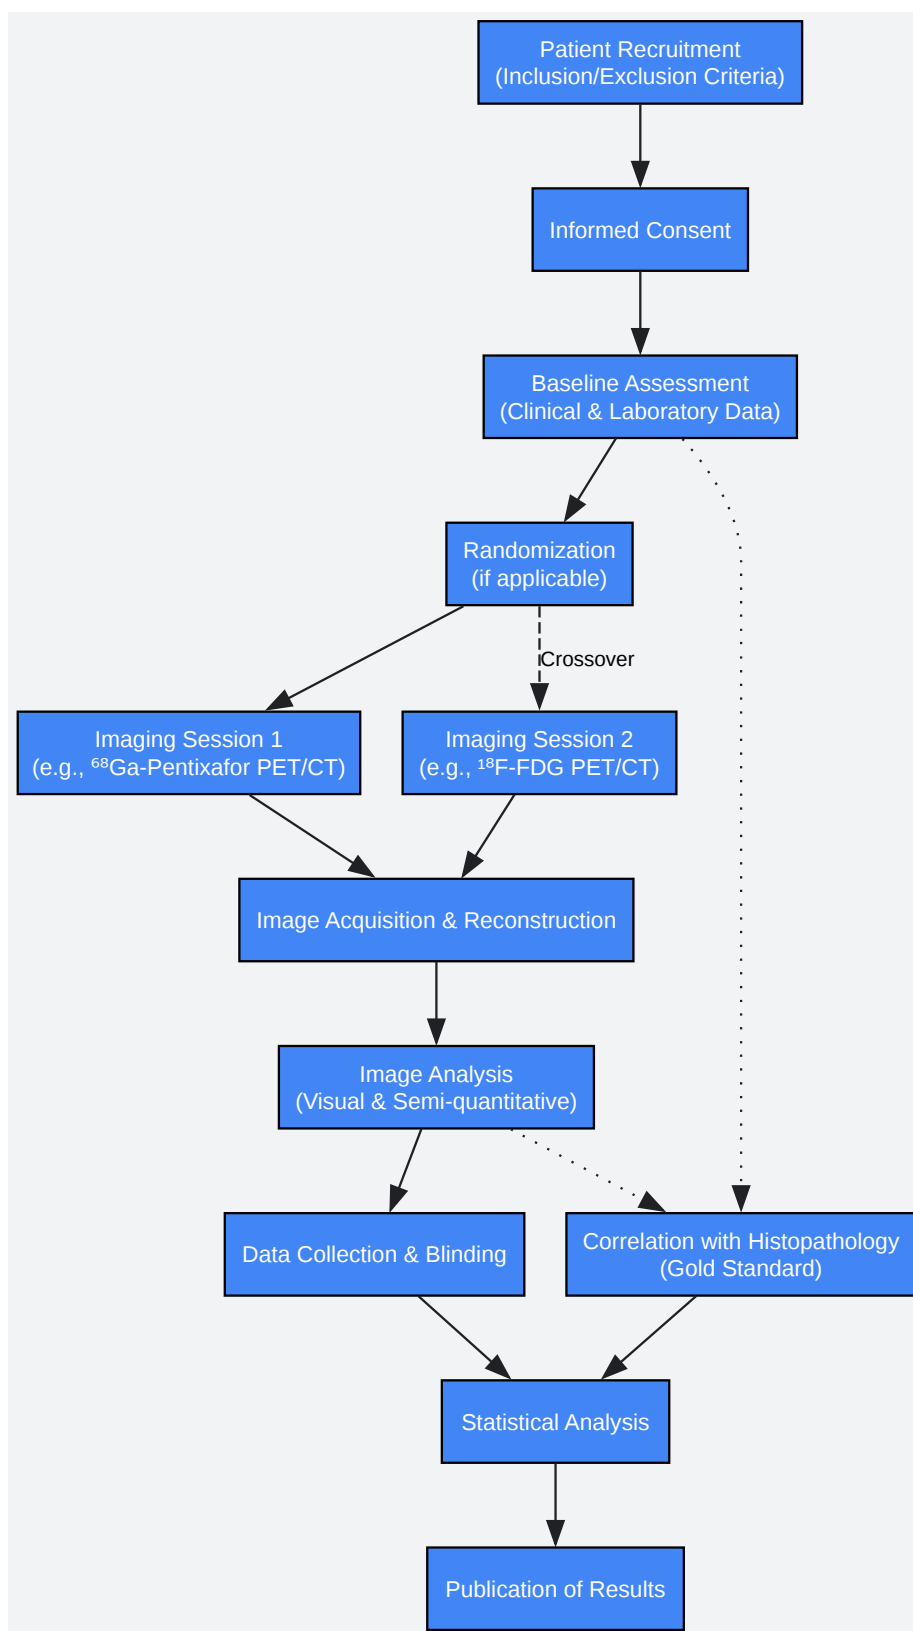 Patient Recruitment
(Inclusion/Exclusion Criteria)
Informed Consent
Baseline Assessment
(Clinical & Laboratory Data)
Randomization
(if applicable)
Crossover
Imaging Session 1
(e.g., ⁶⁸Ga-Pentixafor PET/CT)
Imaging Session 2
(e.g., ¹⁸F-FDG PET/CT)
Image Acquisition & Reconstruction
Image Analysis
(Visual & Semi-quantitative)
Data Collection & Blinding
Correlation with Histopathology
(Gold Standard)
Statistical Analysis
Publication of Results